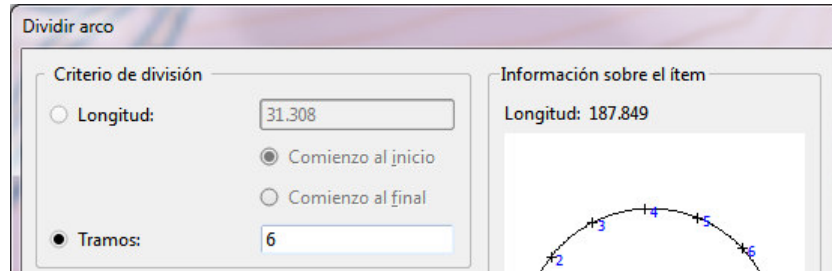 Dividir arco
Criterio de división
Longitud:
31.308
Comienzo al inicio
Comienzo al final
Tramos:
6
Información sobre el ítem
Longitud: 187.849
2
3
4
5
6